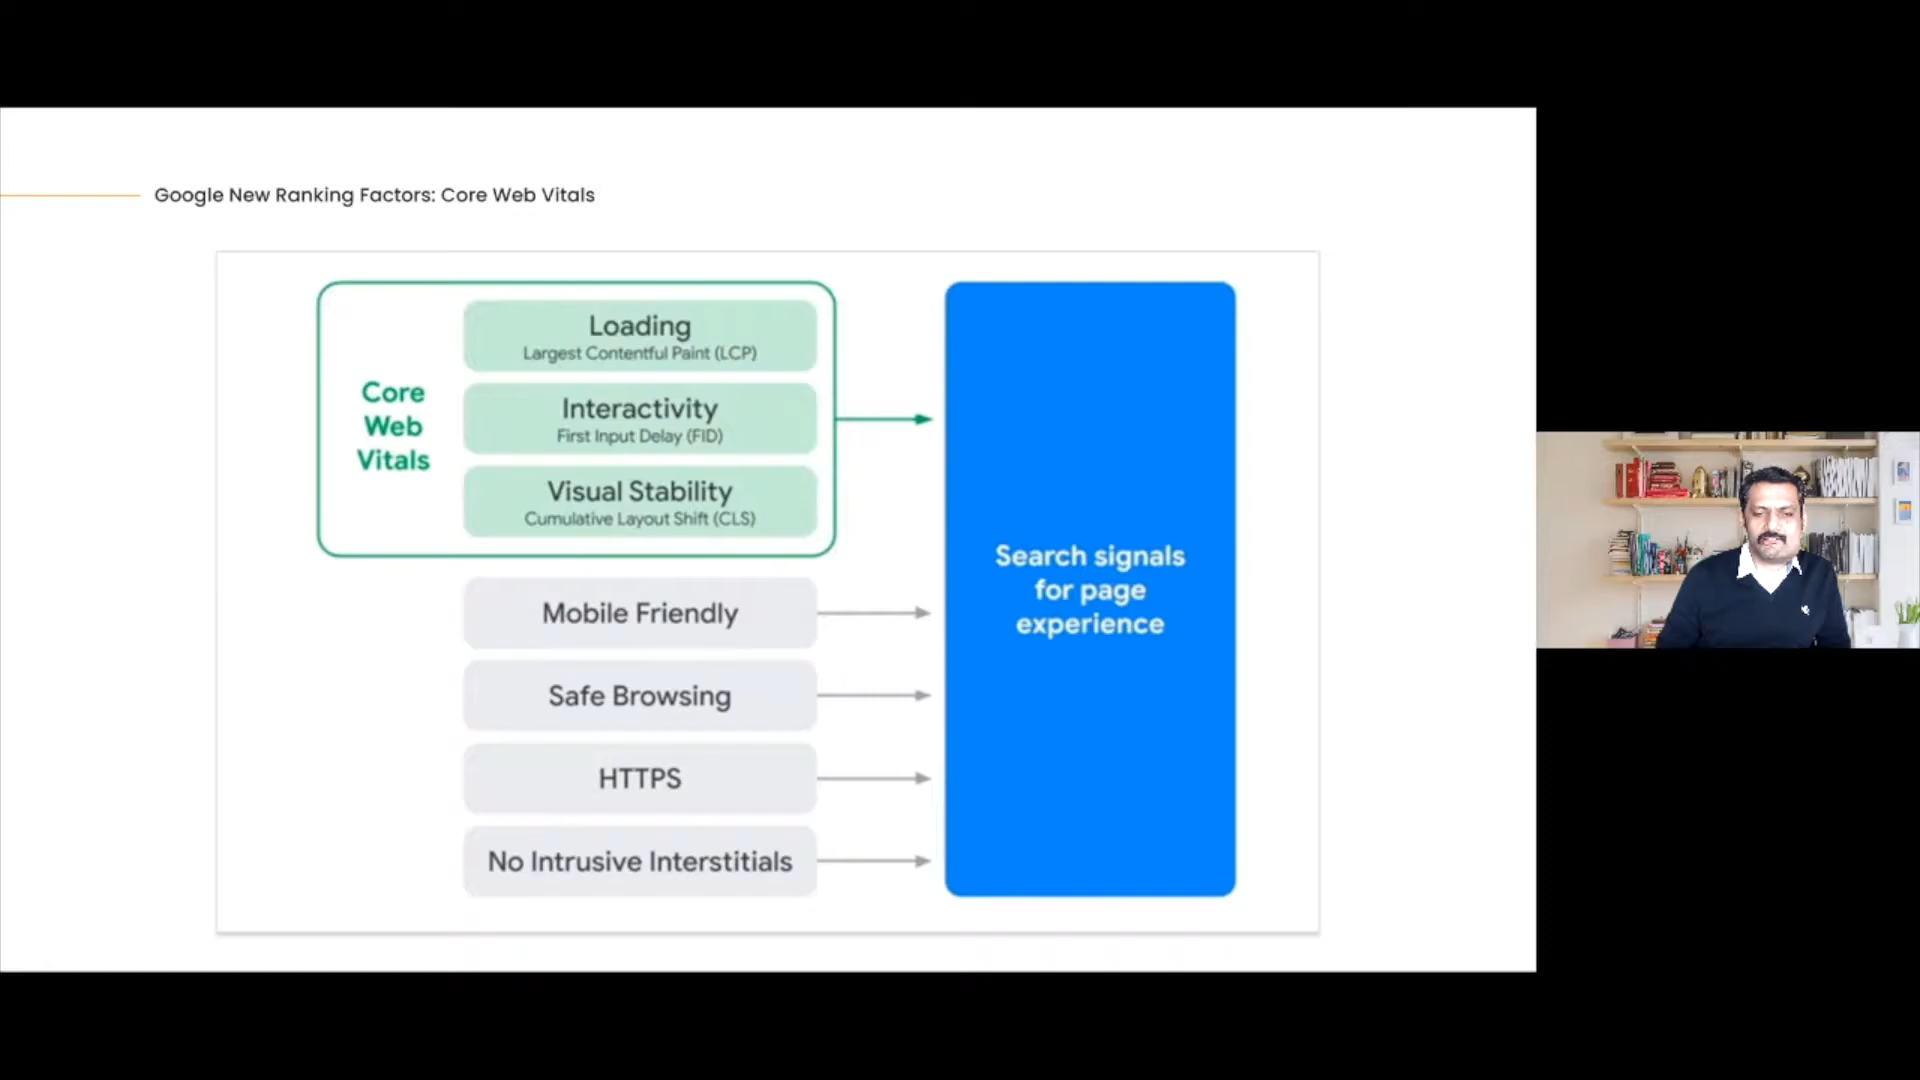 Google New Ranking Factors: Core Web Vitals
Core
Web
Vitals
Loading
Largest Contentful Paint (LCP)
Interactivity
First Input Delay (FID)
Visual Stability
Cumulative Layout Shift (CLS)
Mobile Friendly
Safe Browsing
HTTPS
No Intrusive Interstitials
Search signals
for page
experience